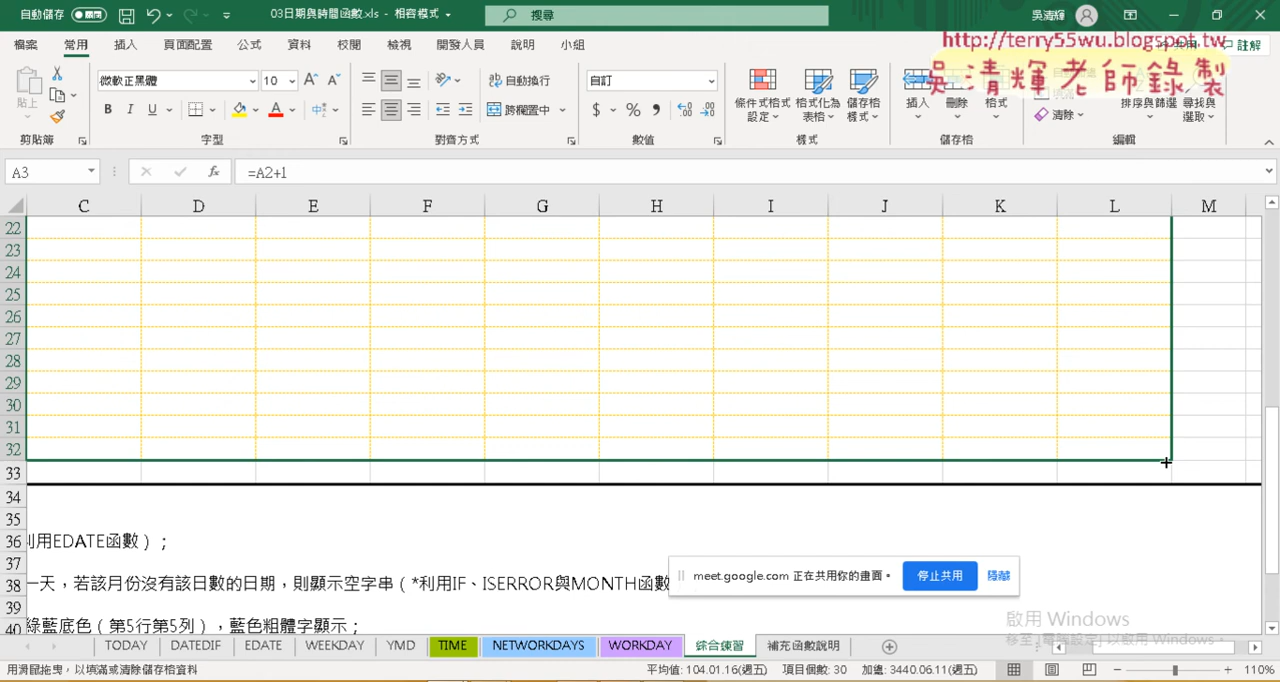 自動儲存 03日期與時間函數.xls - 相容模式 搜尋 吳清輝
檔案 常用 插入 頁面配置 公式 資料 校閱 檢視 開發人員 說明 小組 共用 註解
http://terry55wu.blogspot.tw
吳清輝老師錄製
貼上 微軟正黑體 10 自動換行 自訂 條件式格式設定 格式化為表格 儲存格樣式 插入 刪除 格式 排序與篩選 尋找與選取
B I U 跨欄置中 $ % 清除
剪貼簿 字型 對齊方式 數值 樣式 儲存格 編輯
A3 fx =A2+1
C D E F G H I J K L M
22
23
24
25
26
27
28
29
30
31
32
33
34
35
36 利用EDATE函數）；
37
38 一天，若該月份沒有該日數的日期，則顯示空字串（*利用IF、ISERROR與MONTH函數
39
40 綠藍底色（第5行第5列），藍色粗體字顯示；
meet.google.com 正在共用你的畫面。 停止共用 隱藏
啟用 Windows
移至 [電腦設定] 以啟用 Windows。
TODAY DATEDIF EDATE WEEKDAY YMD TIME NETWORKDAYS WORKDAY 綜合練習 補充函數說明
用滑鼠拖曳，以填滿或清除儲存格資料 平均值: 104.01.16(週五) 項目個數: 30 加總: 3440.06.11(週五) 110%